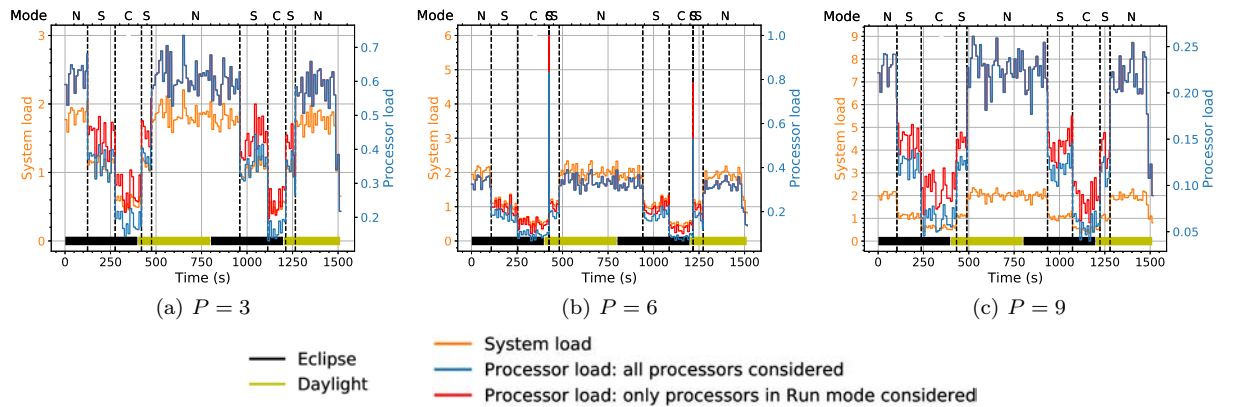 Mode N S C S N S C S N
3
2
1
0
System load
0.7
0.6
0.5
0.4
0.3
0.2
Processor load
0 250 500 750 1000 1250 1500
Time (s)
(a) P = 3
Mode N S C S N S C S N
6
5
4
3
2
1
0
System load
1.0
0.8
0.6
0.4
0.2
Processor load
0 250 500 750 1000 1250 1500
Time (s)
(b) P = 6
Mode N S C S N S C S N
9
8
7
6
5
4
3
2
1
0
System load
0.25
0.20
0.15
0.10
0.05
Processor load
0 250 500 750 1000 1250 1500
Time (s)
(c) P = 9
Eclipse
Daylight
System load
Processor load: all processors considered
Processor load: only processors in Run mode considered